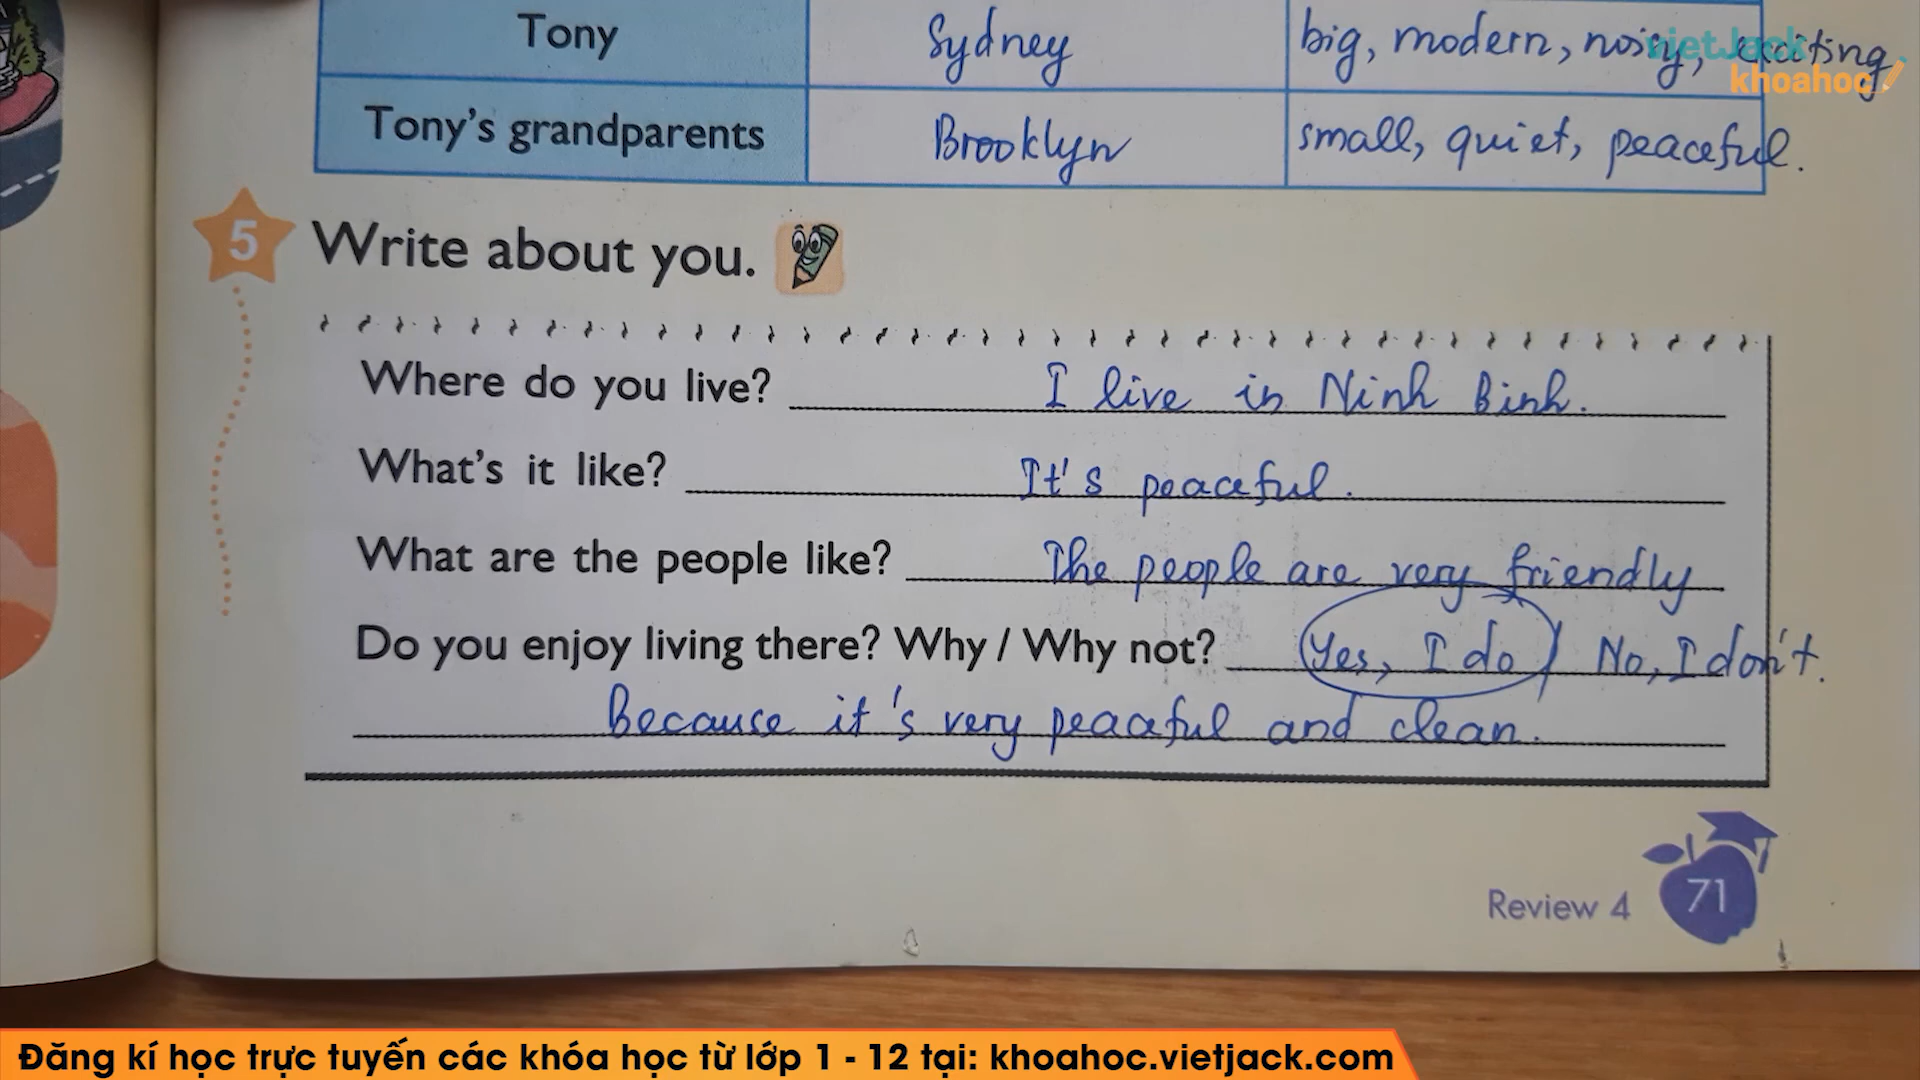 Tony Sydney big, modern, noisy, exciting
vietJack
khoahoc
Tony's grandparents Brooklyn small, quiet, peaceful.
5 Write about you.
Where do you live? I live in Ninh Binh.
What's it like? It's peaceful.
What are the people like? The people are very friendly
Do you enjoy living there? Why / Why not? Yes, I do / No, I don't.
Because it's very peaceful and clean.
Review 4 71
Đăng kí học trực tuyến các khóa học từ lớp 1 - 12 tại: khoahoc.vietjack.com